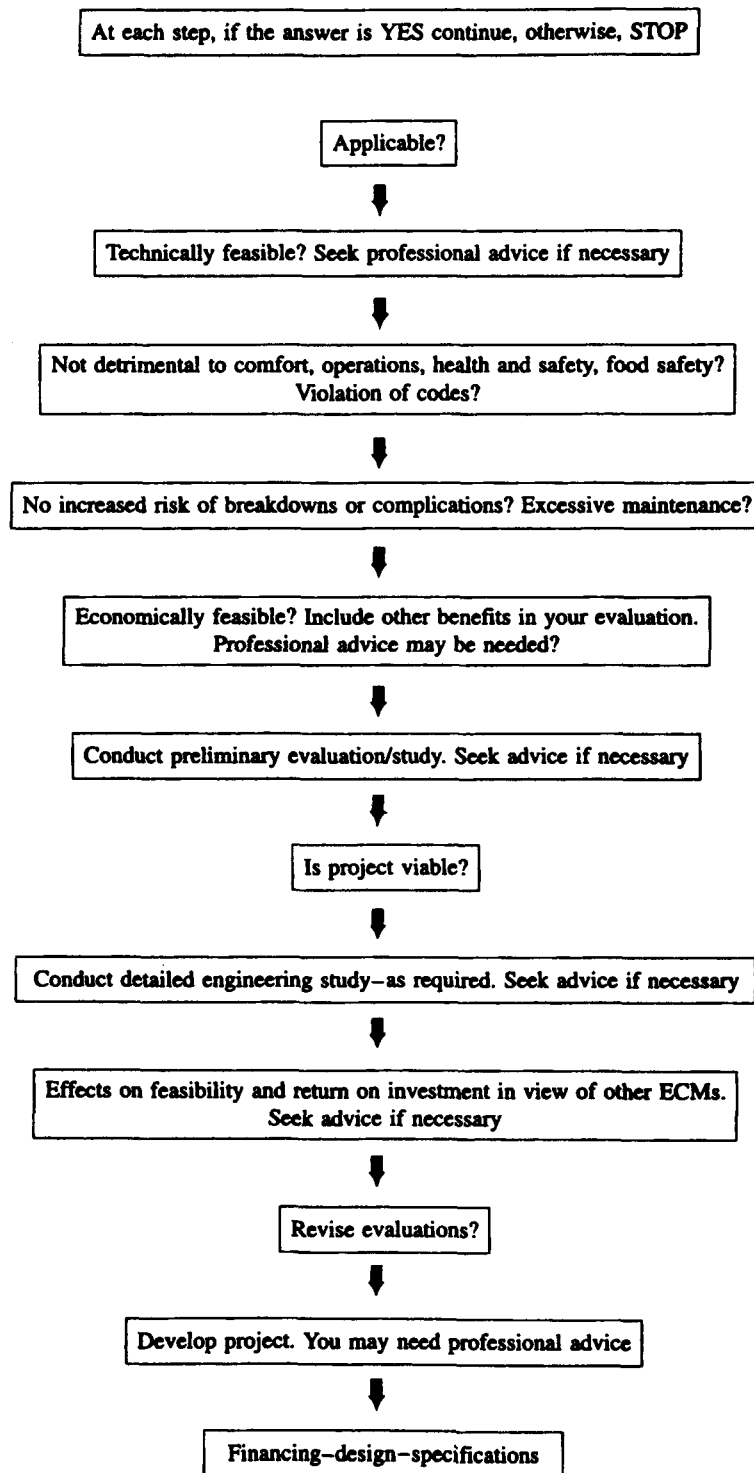 At each step, if the answer is YES continue, otherwise, STOP
Applicable?
Technically feasible? Seek professional advice if necessary
Not detrimental to comfort, operations, health and safety, food safety?
Violation of codes?
No increased risk of breakdowns or complications? Excessive maintenance?
Economically feasible? Include other benefits in your evaluation.
Professional advice may be needed?
Conduct preliminary evaluation/study. Seek advice if necessary
Is project viable?
Conduct detailed engineering study–as required. Seek advice if necessary
Effects on feasibility and return on investment in view of other ECMs.
Seek advice if necessary
Revise evaluations?
Develop project. You may need professional advice
Financing–design–specifications